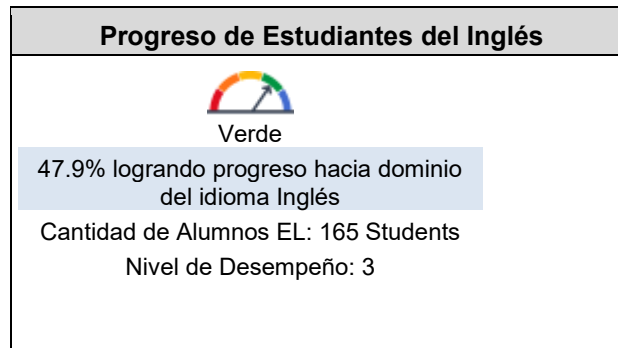 Progreso de Estudiantes del Inglés
Verde
47.9% logrando progreso hacia dominio
del idioma Inglés
Cantidad de Alumnos EL: 165 Students
Nivel de Desempeño: 3